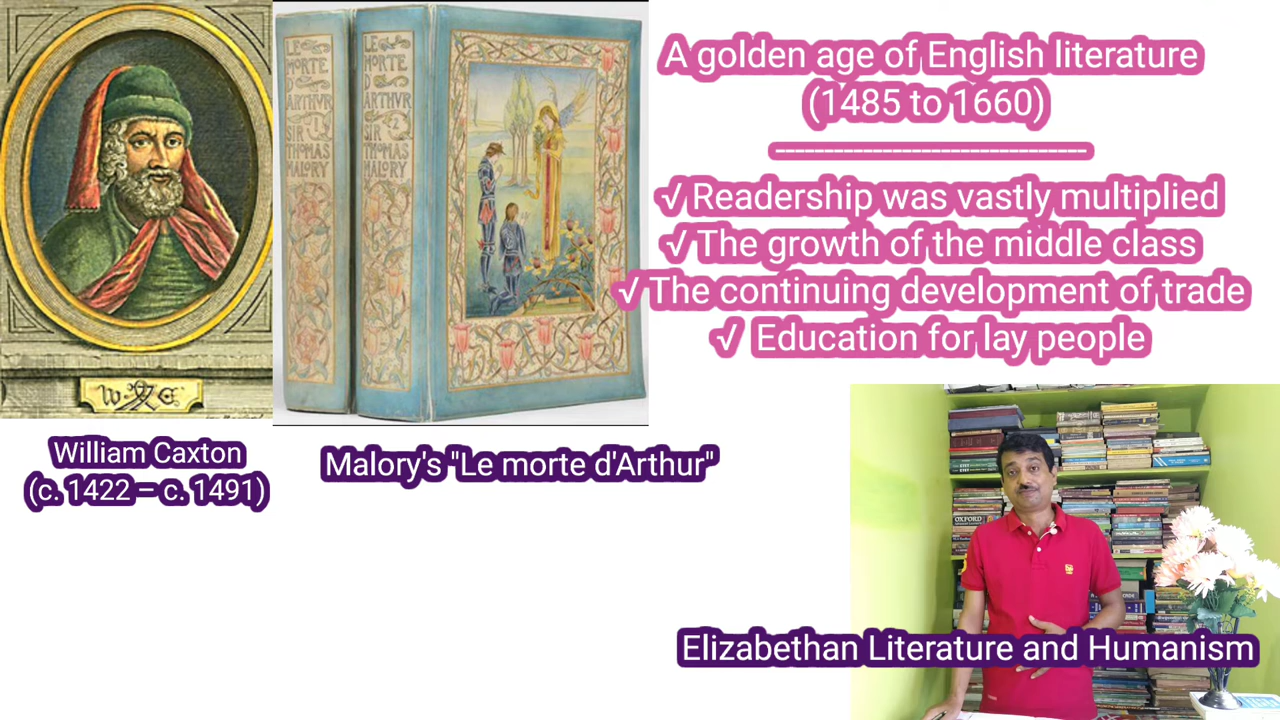 A golden age of English literature
(1485 to 1660)
-------------------------------
√ Readership was vastly multiplied
√ The growth of the middle class
√ The continuing development of trade
√ Education for lay people
LE
MORTE
D
ARTHVR
SIR
THOMAS
MALORY
LE
MORTE
D
ARTHVR
SIR
THOMAS
MALORY
W C
William Caxton
(c. 1422 – c. 1491)
Malory's "Le morte d'Arthur"
OXFORD
Elizabethan Literature and Humanism